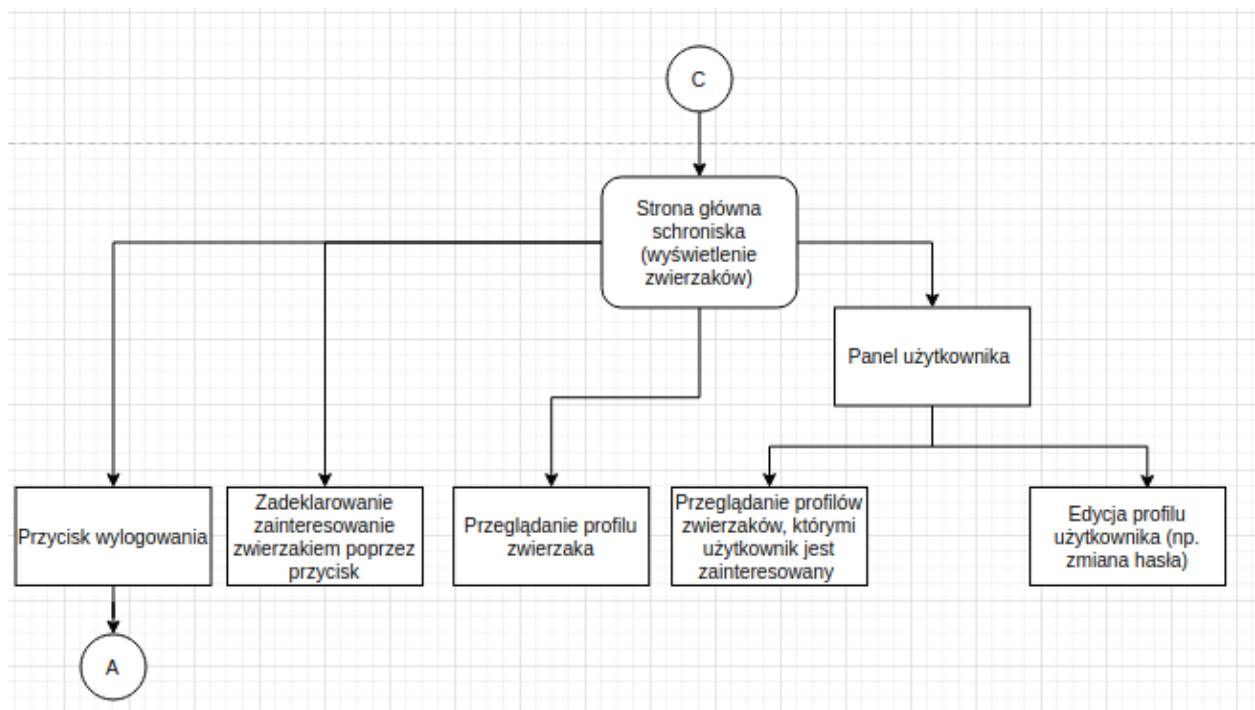 C
Strona główna
schroniska
(wyświetlenie
zwierzaków)
Panel użytkownika
Przycisk wylogowania
Zadeklarowanie
zainteresowanie
zwierzakiem poprzez
przycisk
Przeglądanie profilu
zwierzaka
Przeglądanie profilów
zwierzaków, którymi
użytkownik jest
zainteresowany
Edycja profilu
użytkownika (np.
zmiana hasła)
A